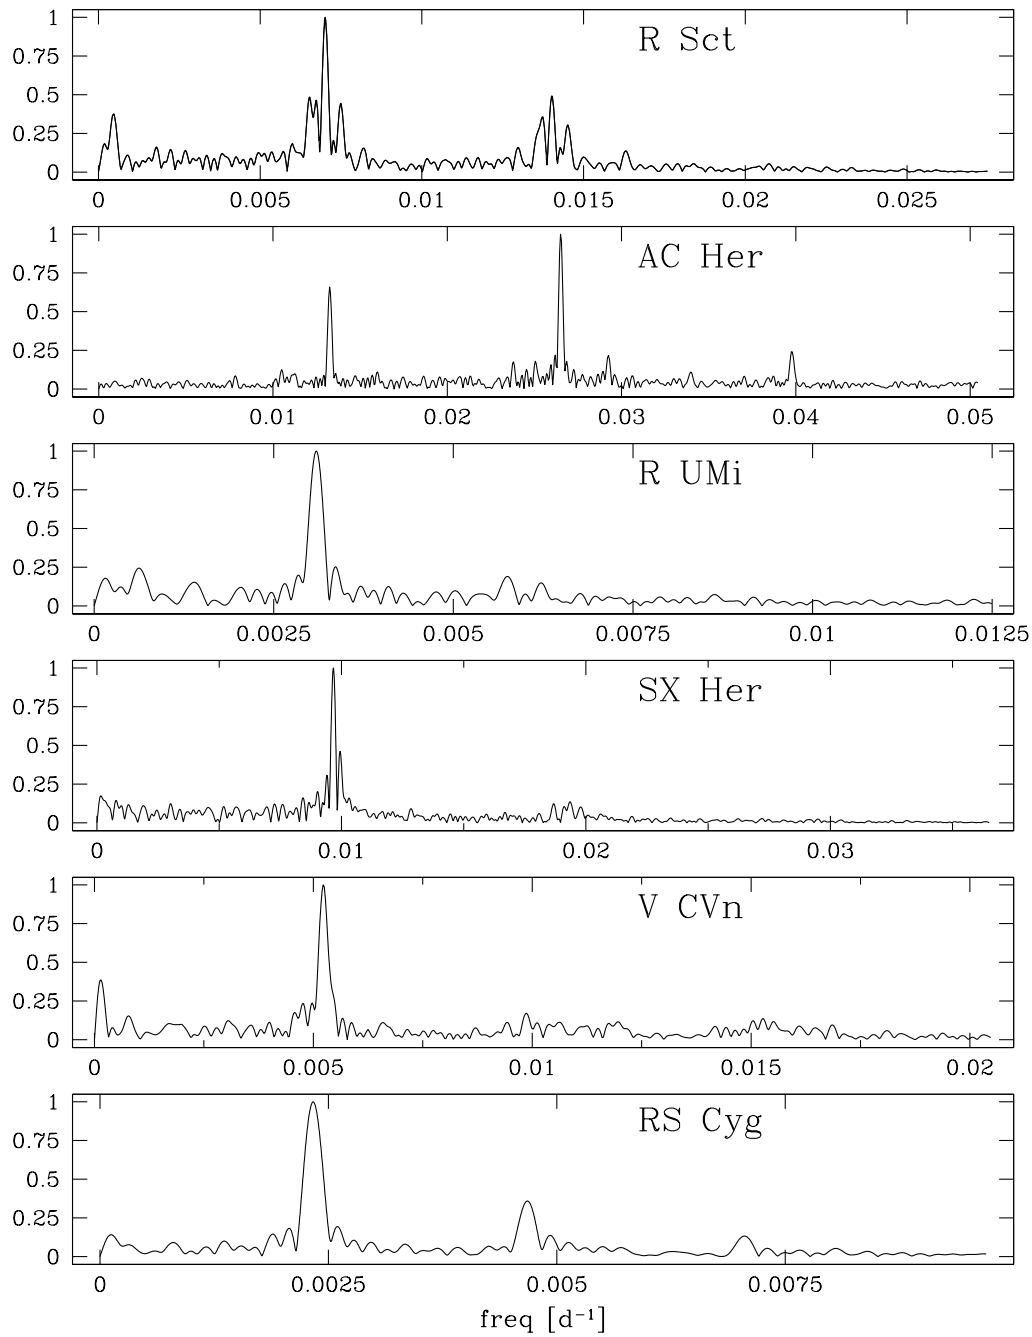 1
R Sct
0.75
0.5
0.25
0
0 0.005 0.01 0.015 0.02 0.025
1
AC Her
0.75
0.5
0.25
0
0 0.01 0.02 0.03 0.04 0.05
1
R UMi
0.75
0.5
0.25
0
0 0.0025 0.005 0.0075 0.01 0.0125
1
SX Her
0.75
0.5
0.25
0
0 0.01 0.02 0.03
1
V CVn
0.75
0.5
0.25
0
0 0.005 0.01 0.015 0.02
1
RS Cyg
0.75
0.5
0.25
0
0 0.0025 0.005 0.0075
freq [d⁻¹]